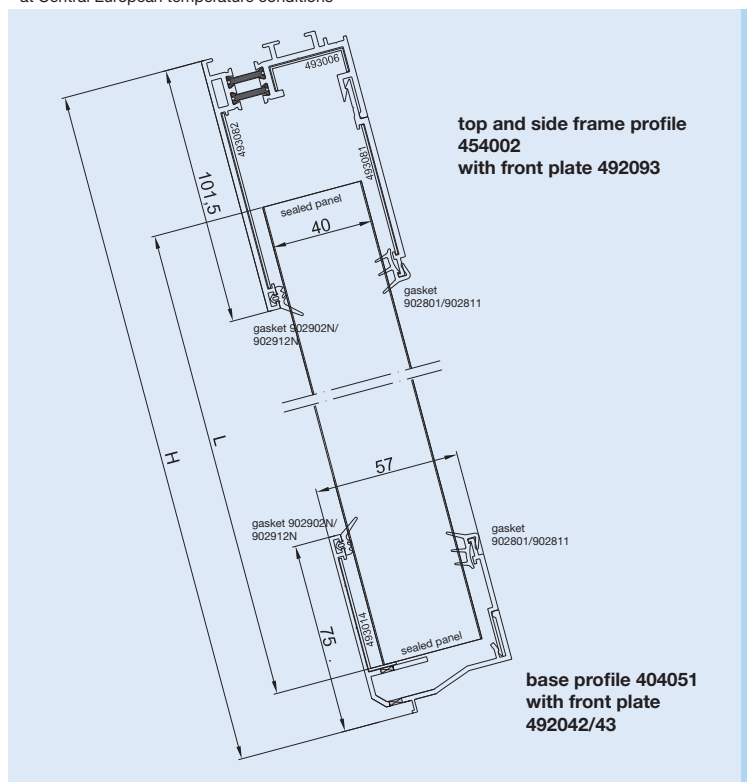 at Central European temperature conditions
493006
top and side frame profile
454002
with front plate 492093
493082
493081
101,5
sealed panel
40
gasket
902801/902811
gasket 902902N/
902912N
H
L
57
gasket 902902N/
902912N
gasket
902801/902811
75
493014
sealed panel
base profile 404051
with front plate
492042/43